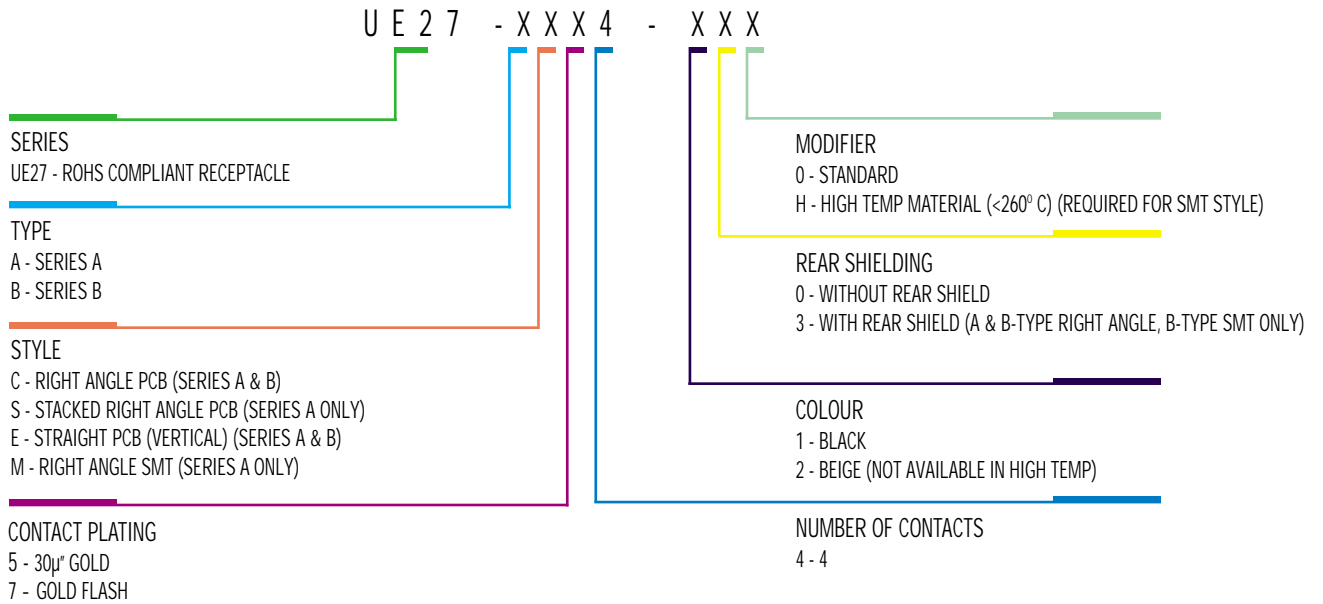 UE27 -XXX4 - XXX
SERIES
UE27 - ROHS COMPLIANT RECEPTACLE
TYPE
A - SERIES A
B - SERIES B
STYLE
C - RIGHT ANGLE PCB (SERIES A & B)
S - STACKED RIGHT ANGLE PCB (SERIES A ONLY)
E - STRAIGHT PCB (VERTICAL) (SERIES A & B)
M - RIGHT ANGLE SMT (SERIES A ONLY)
CONTACT PLATING
5 - 30µ" GOLD
7 - GOLD FLASH
MODIFIER
0 - STANDARD
H - HIGH TEMP MATERIAL (<260⁰ C) (REQUIRED FOR SMT STYLE)
REAR SHIELDING
0 - WITHOUT REAR SHIELD
3 - WITH REAR SHIELD (A & B-TYPE RIGHT ANGLE, B-TYPE SMT ONLY)
COLOUR
1 - BLACK
2 - BEIGE (NOT AVAILABLE IN HIGH TEMP)
NUMBER OF CONTACTS
4 - 4